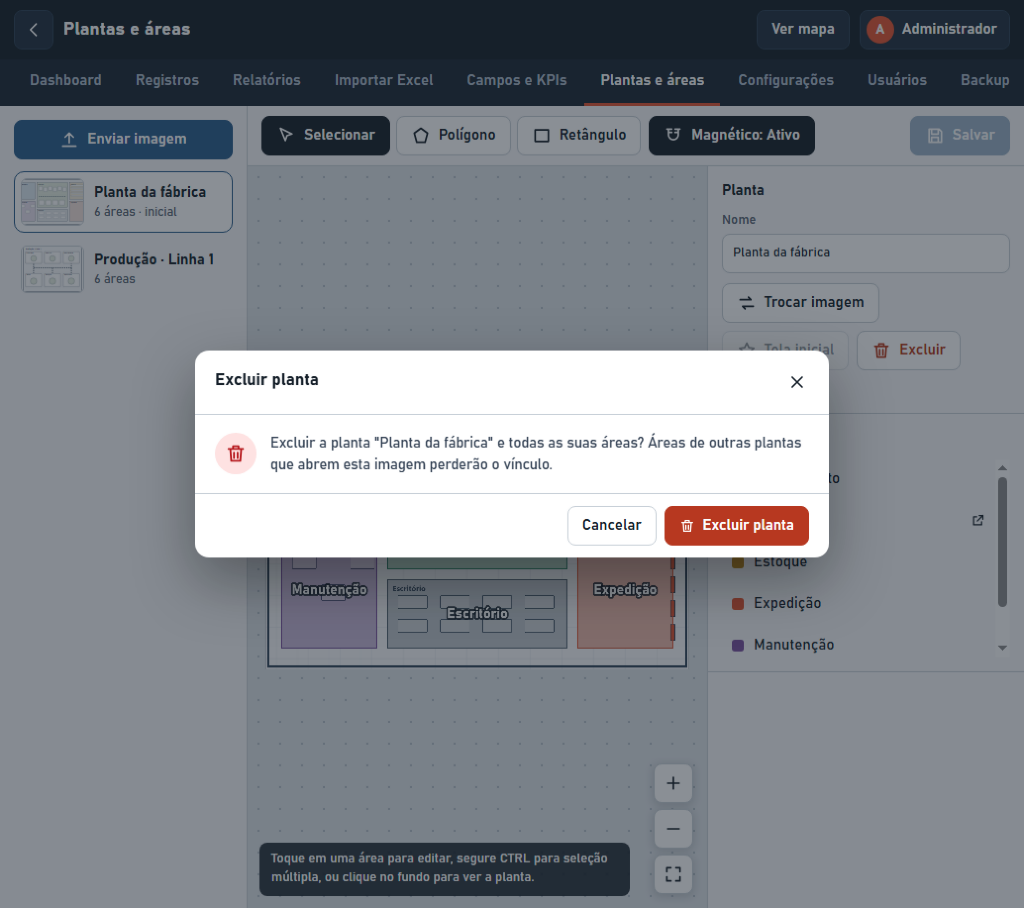 Plantas e áreas
Ver mapa
A Administrador
Dashboard Registros Relatórios Importar Excel Campos e KPIs Plantas e áreas Configurações Usuários Backup
Enviar imagem
Selecionar
Polígono
Retângulo
Magnético: Ativo
Salvar
Planta da fábrica
6 áreas · inicial
Produção · Linha 1
6 áreas
Planta
Nome
Planta da fábrica
Trocar imagem
Tela inicial
Excluir
Excluir planta
Excluir a planta "Planta da fábrica" e todas as suas áreas? Áreas de outras plantas
que abrem esta imagem perderão o vínculo.
Cancelar
Excluir planta
Estoque
Expedição
Manutenção
Manutenção
Escritório
Escritório
Expedição
Toque em uma área para editar, segure CTRL para seleção
múltipla, ou clique no fundo para ver a planta.